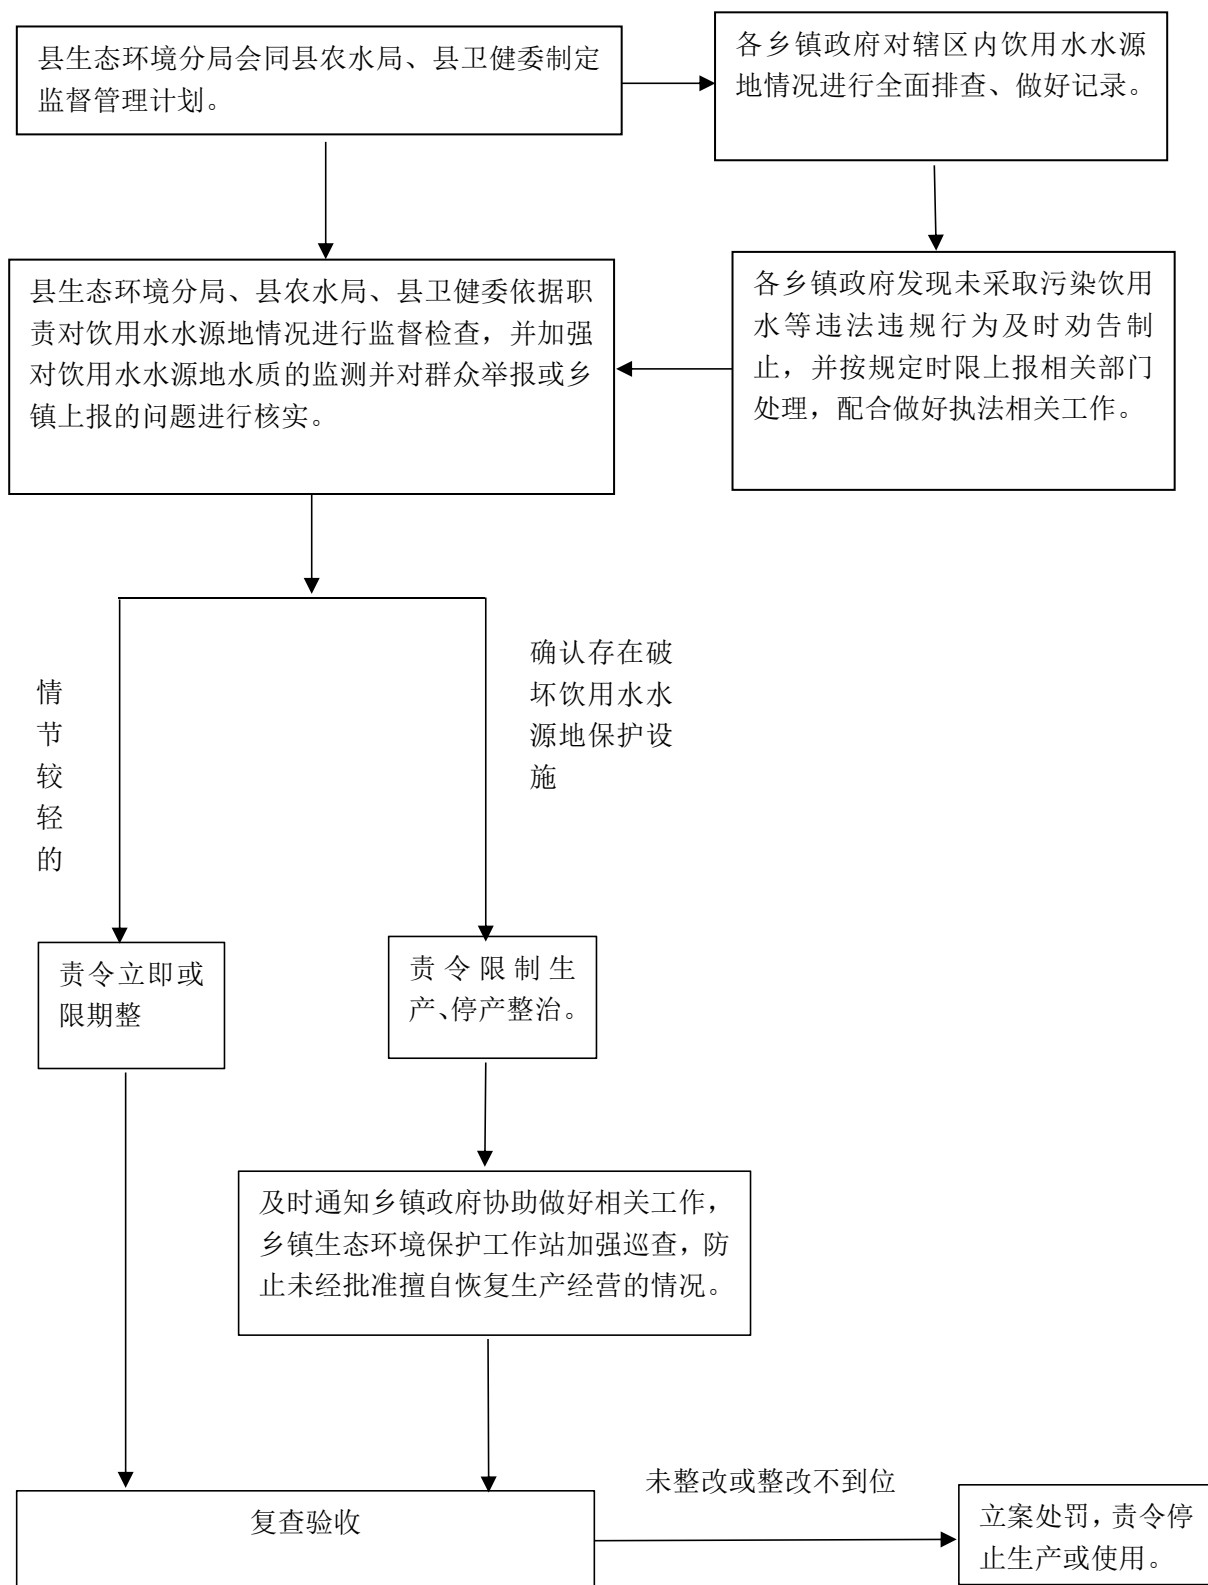 县生态环境分局会同县农水局、县卫健委制定
监督管理计划。
各乡镇政府对辖区内饮用水水源
地情况进行全面排查、做好记录。
县生态环境分局、县农水局、县卫健委依据职
责对饮用水水源地情况进行监督检查，并加强
对饮用水水源地水质的监测并对群众举报或乡
镇上报的问题进行核实。
各乡镇政府发现未采取污染饮用
水等违法违规行为及时劝告制
止，并按规定时限上报相关部门
处理，配合做好执法相关工作。
情
节
较
轻
的
确认存在破
坏饮用水水
源地保护设
施
责令立即或
限期整
责令限制生
产、停产整治。
及时通知乡镇政府协助做好相关工作，
乡镇生态环境保护工作站加强巡查，防
止未经批准擅自恢复生产经营的情况。
复查验收
未整改或整改不到位
立案处罚，责令停
止生产或使用。